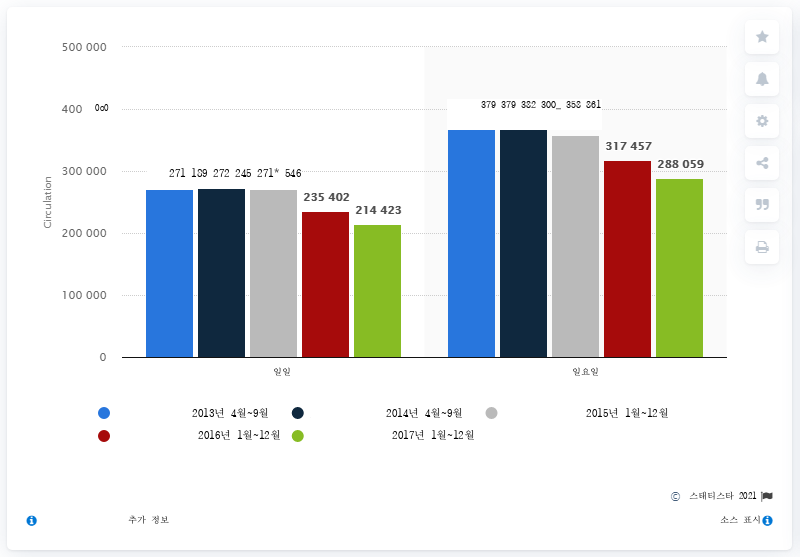 500 000
400 0c0
379 379 382 300_ 358 861
317 457
288 059
300 000
271 189 272 245 271* 546
235 402
214 423
Circulation
200 000
100 000
0
일일 일요일
2013년 4월~9월 2014년 4월~9월 2015년 1월~12월
2016년 1월~12월 2017년 1월~12월
© 스태티스타 2021
추가 정보 소스 표시